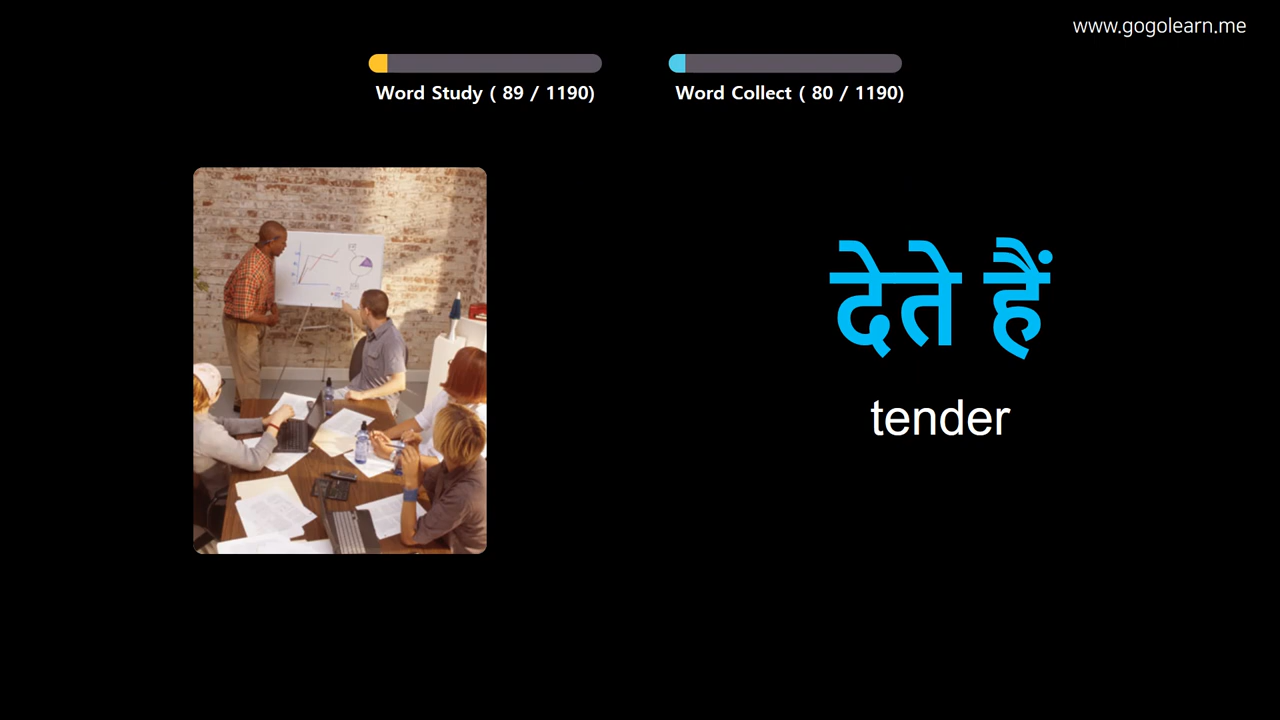 www.gogolearn.me
Word Study ( 89 / 1190)
Word Collect ( 80 / 1190)
देते हैं
tender